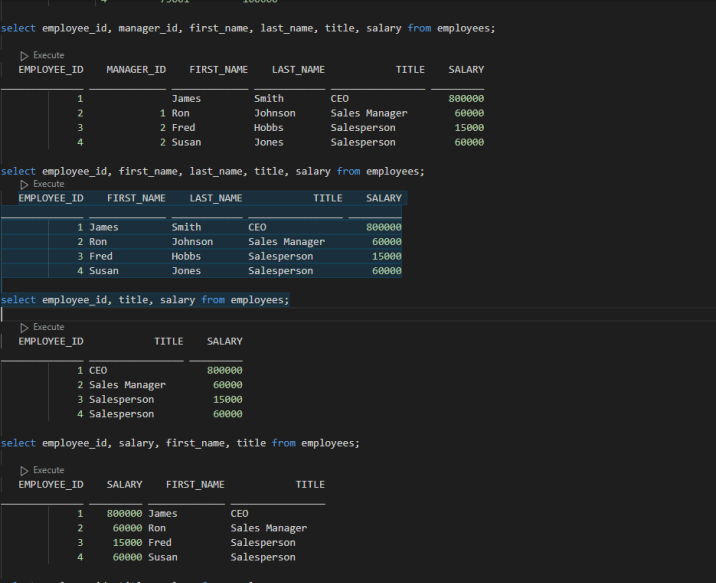 select employee_id, manager_id, first_name, last_name, title, salary from employees;
Execute
EMPLOYEE_ID MANAGER_ID FIRST_NAME LAST_NAME TITLE SALARY
1 James Smith CEO 800000
2 1 Ron Johnson Sales Manager 60000
3 2 Fred Hobbs Salesperson 15000
4 2 Susan Jones Salesperson 60000
select employee_id, first_name, last_name, title, salary from employees;
Execute
EMPLOYEE_ID FIRST_NAME LAST_NAME TITLE SALARY
1 James Smith CEO 800000
2 Ron Johnson Sales Manager 60000
3 Fred Hobbs Salesperson 15000
4 Susan Jones Salesperson 60000
select employee_id, title, salary from employees;
Execute
EMPLOYEE_ID TITLE SALARY
1 CEO 800000
2 Sales Manager 60000
3 Salesperson 15000
4 Salesperson 60000
select employee_id, salary, first_name, title from employees;
Execute
EMPLOYEE_ID SALARY FIRST_NAME TITLE
1 800000 James CEO
2 60000 Ron Sales Manager
3 15000 Fred Salesperson
4 60000 Susan Salesperson